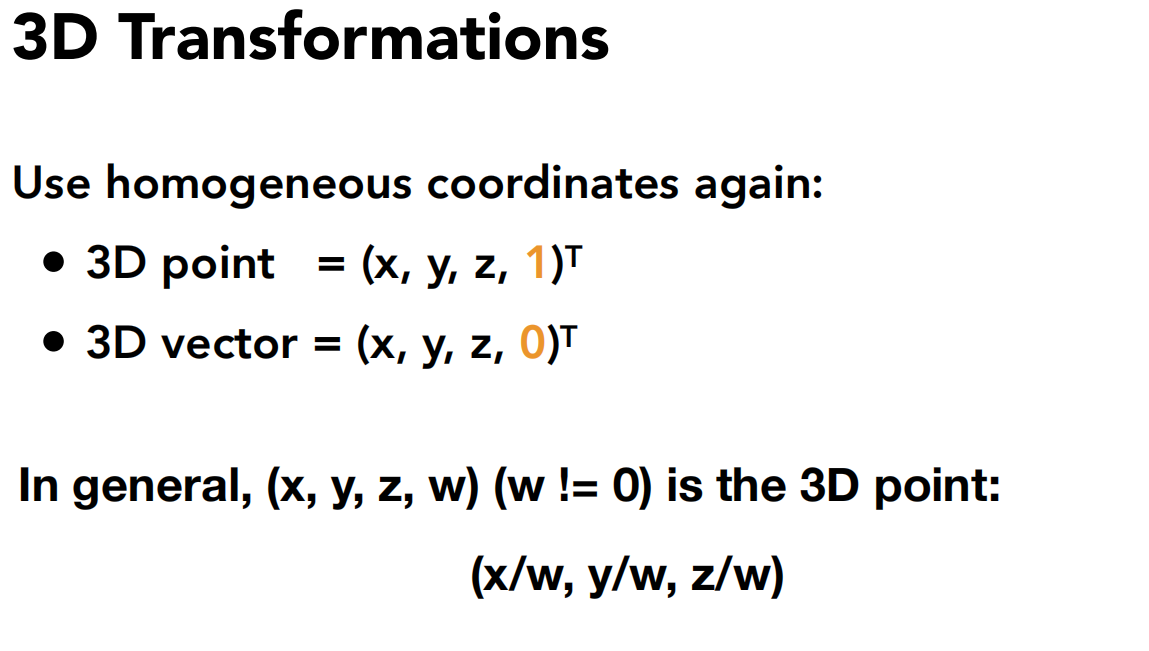 3D Transformations
Use homogeneous coordinates again:
• 3D point = (x, y, z, 1)ᵀ
• 3D vector = (x, y, z, 0)ᵀ
In general, (x, y, z, w) (w != 0) is the 3D point:
(x/w, y/w, z/w)